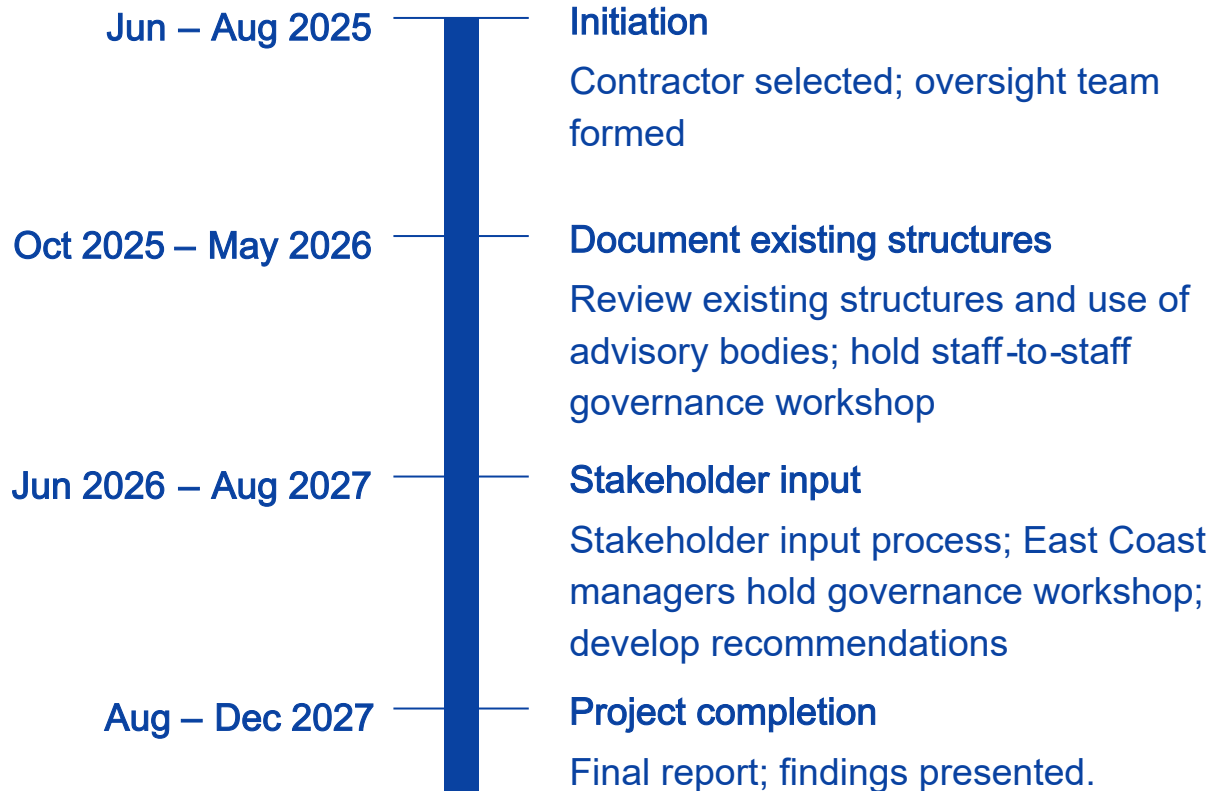 Jun – Aug 2025
Initiation
Contractor selected; oversight team
formed
Oct 2025 – May 2026
Document existing structures
Review existing structures and use of
advisory bodies; hold staff-to-staff
governance workshop
Jun 2026 – Aug 2027
Stakeholder input
Stakeholder input process; East Coast
managers hold governance workshop;
develop recommendations
Aug – Dec 2027
Project completion
Final report; findings presented.